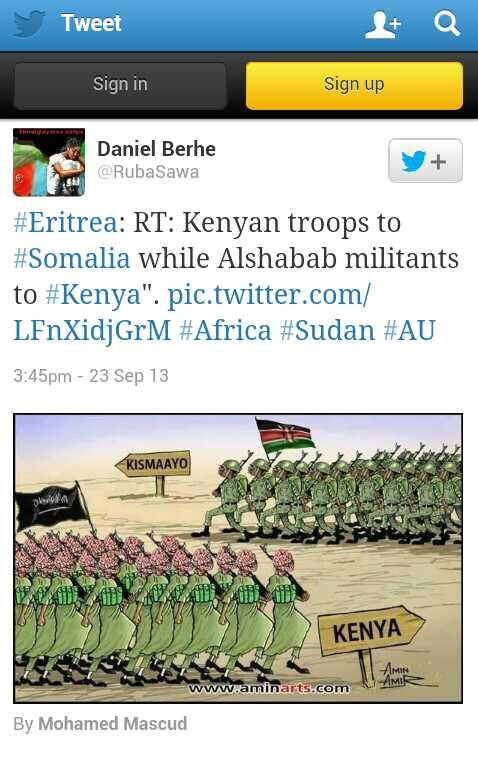 Tweet
Sign in
Sign up
Daniel Berhe
@RubaSawa
#Eritrea: RT: Kenyan troops to
#Somalia while Alshabab militants
to #Kenya". pic.twitter.com/
LFnXidjGrM #Africa #Sudan #AU
3:45pm - 23 Sep 13
KISMAAYO
KENYA
AMIN
AMIR
www.aminarts.com
By Mohamed Mascud